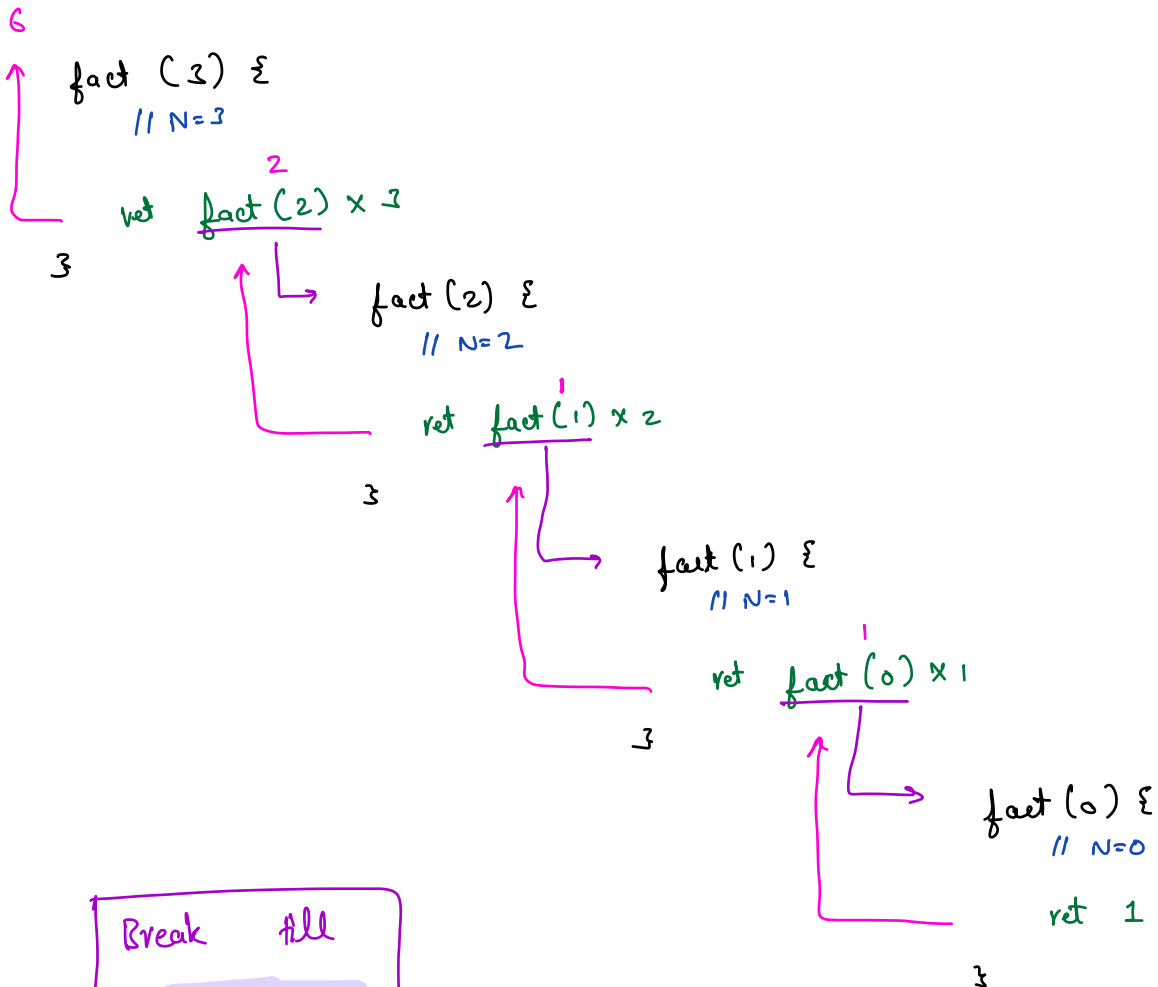 6
fact (3) {
// N=3
2
ret fact (2) × 3
}
fact (2) {
// N=2
1
ret fact (1) × 2
}
fact (1) {
// N=1
1
ret fact (0) × 1
}
fact (0) {
// N=0
ret 1
}
Break till